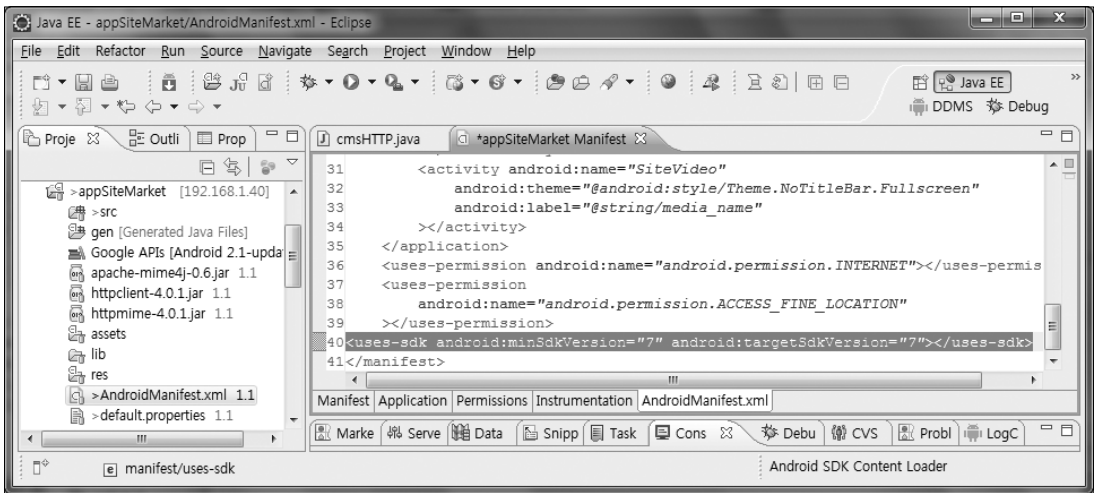 Java EE - appSiteMarket/AndroidManifest.xml - Eclipse
File Edit Refactor Run Source Navigate Search Project Window Help
Java EE
DDMS Debug
Proje Outli Prop
cmsHTTP.java *appSiteMarket Manifest
>appSiteMarket [192.168.1.40]
>src
gen [Generated Java Files]
Google APIs [Android 2.1-upda
apache-mime4j-0.6.jar 1.1
httpclient-4.0.1.jar 1.1
httpmime-4.0.1.jar 1.1
assets
lib
res
>AndroidManifest.xml 1.1
>default.properties 1.1
31 <activity android:name="SiteVideo"
32 android:theme="@android:style/Theme.NoTitleBar.Fullscreen"
33 android:label="@string/media_name"
34 ></activity>
35 </application>
36 <uses-permission android:name="android.permission.INTERNET"></uses-permis
37 <uses-permission
38 android:name="android.permission.ACCESS_FINE_LOCATION"
39 ></uses-permission>
40 <uses-sdk android:minSdkVersion="7" android:targetSdkVersion="7"></uses-sdk>
41 </manifest>
Manifest Application Permissions Instrumentation AndroidManifest.xml
Marke Serve Data Snipp Task Cons Debu CVS Probl LogC
manifest/uses-sdk
Android SDK Content Loader